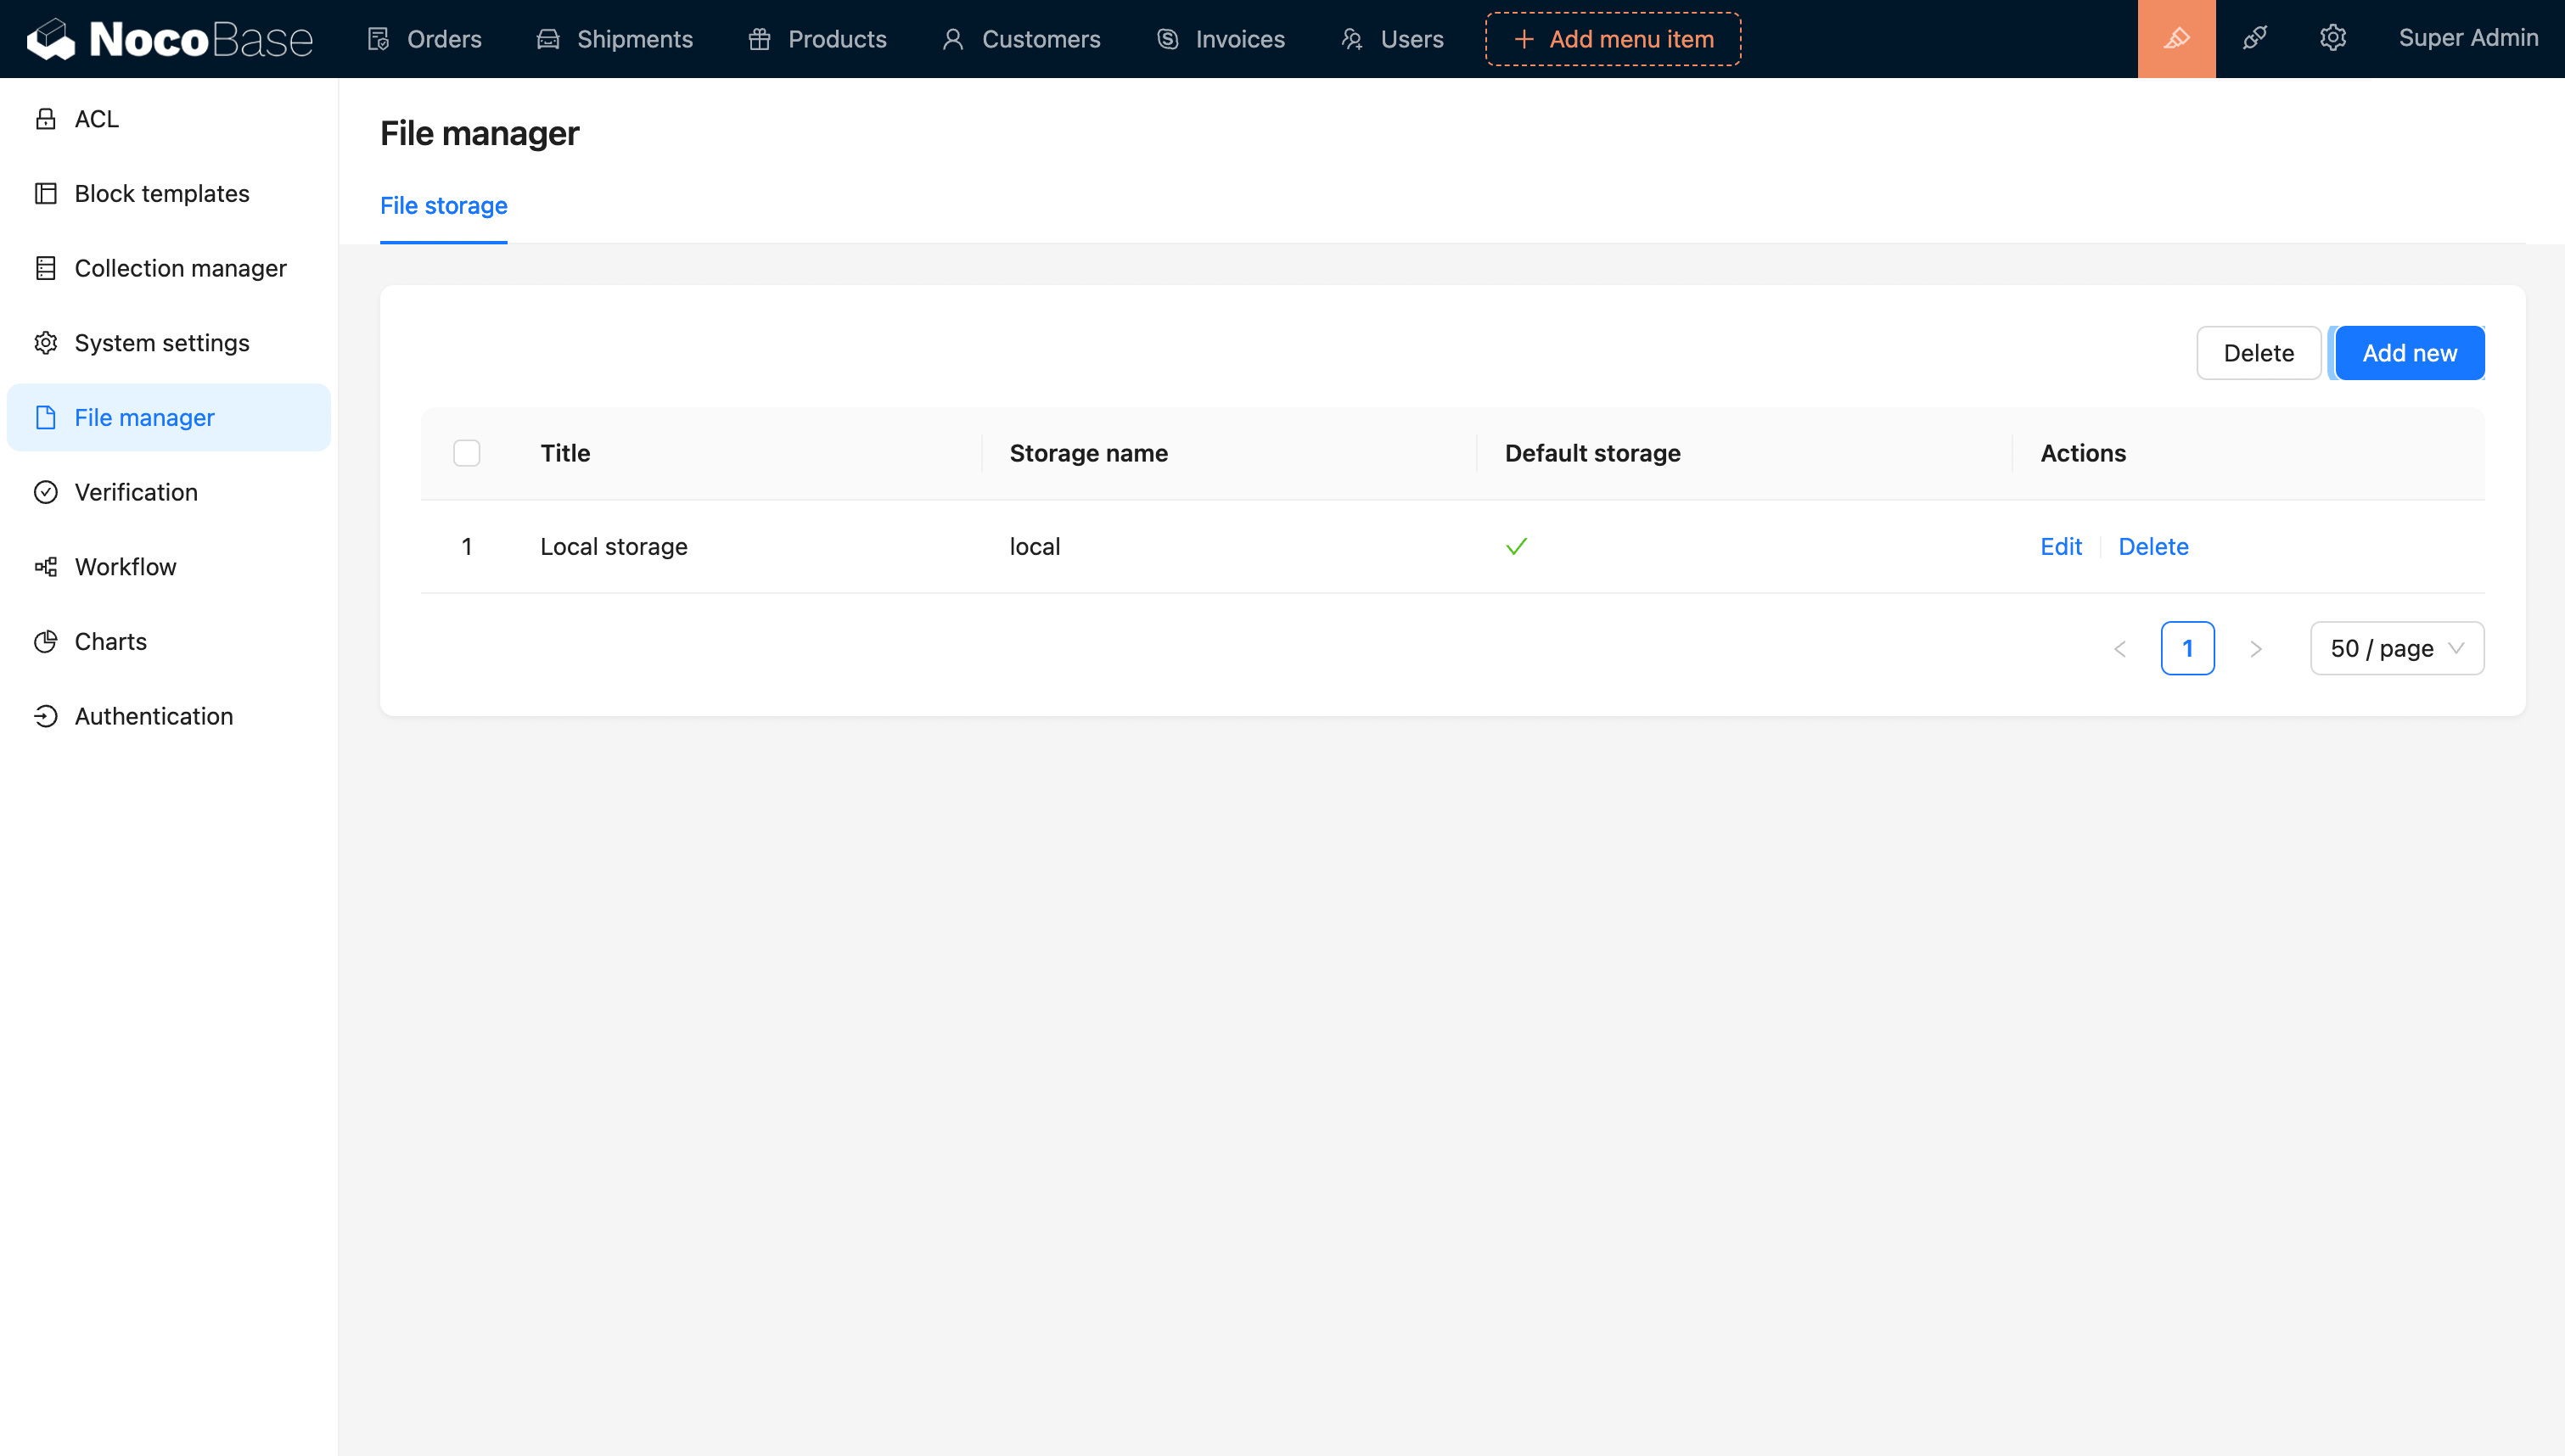 NocoBase Orders Shipments Products Customers Invoices Users Add menu item Super Admin
ACL
Block templates
Collection manager
System settings
File manager
Verification
Workflow
Charts
Authentication
File manager
File storage
Delete Add new
Title Storage name Default storage Actions
1 Local storage local Edit Delete
1 50 / page